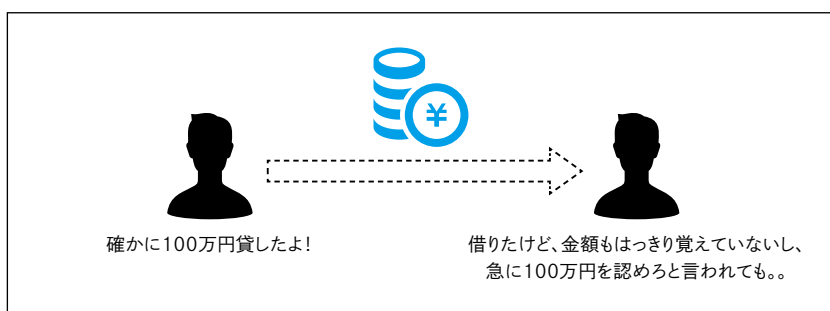 ¥
確かに100万円貸したよ!
借りたけど、金額もはっきり覚えていないし、
急に100万円を認めろと言われても。。